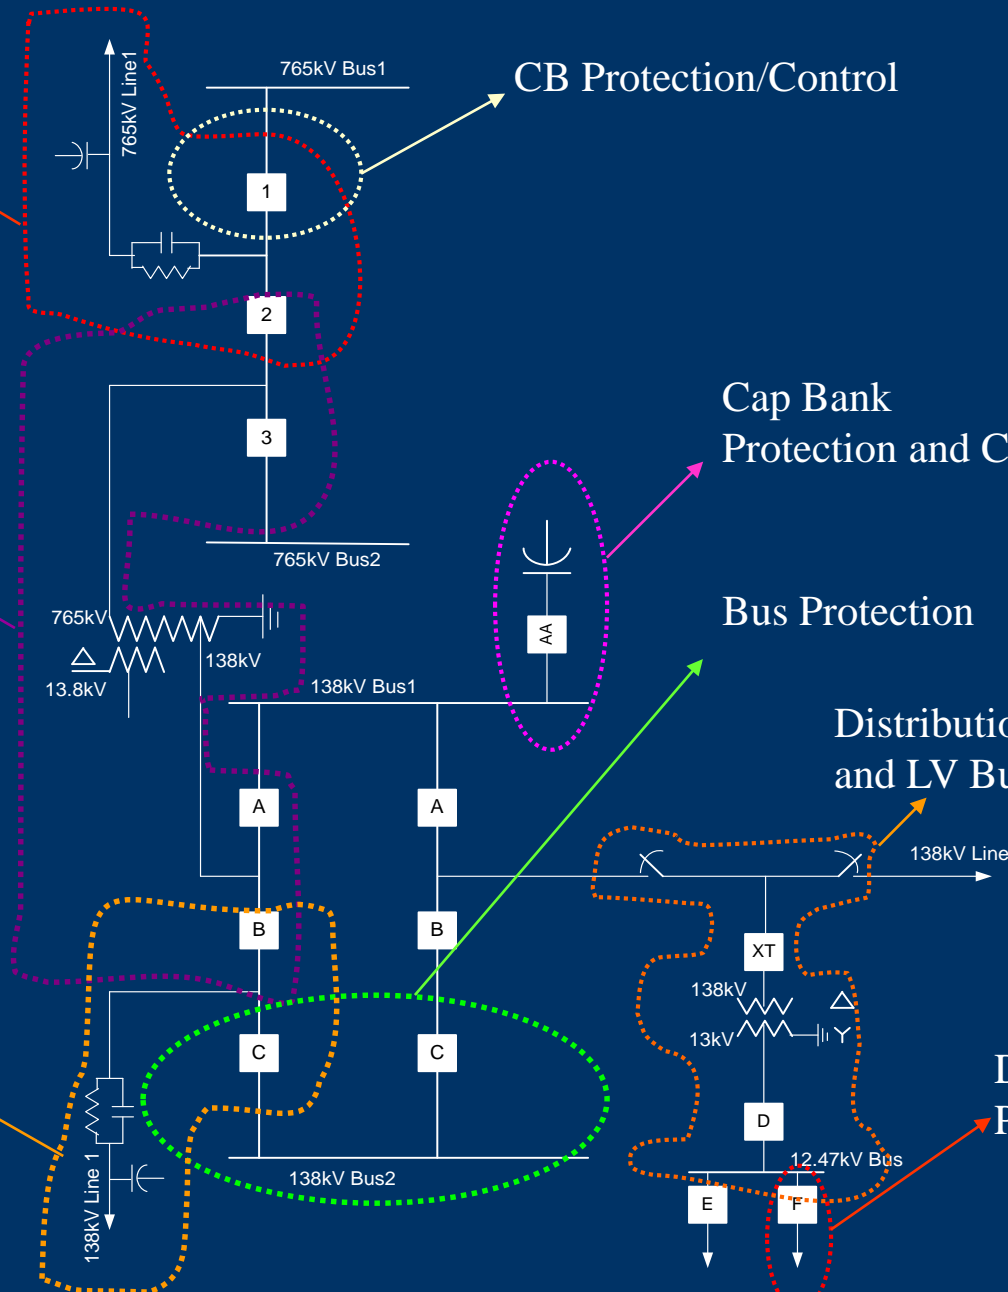 765kV Bus1
CB Protection/Control
765kV Line1
1
2
3
765kV Bus2
Cap Bank
Protection and C
AA
Bus Protection
765kV
138kV
13.8kV
138kV Bus1
Distributio
and LV Bu
A
A
138kV Line
B
B
XT
138kV
13kV
Y
C
C
D
P
D
12.47kV Bus
138kV Bus2
138kV Line 1
E
F